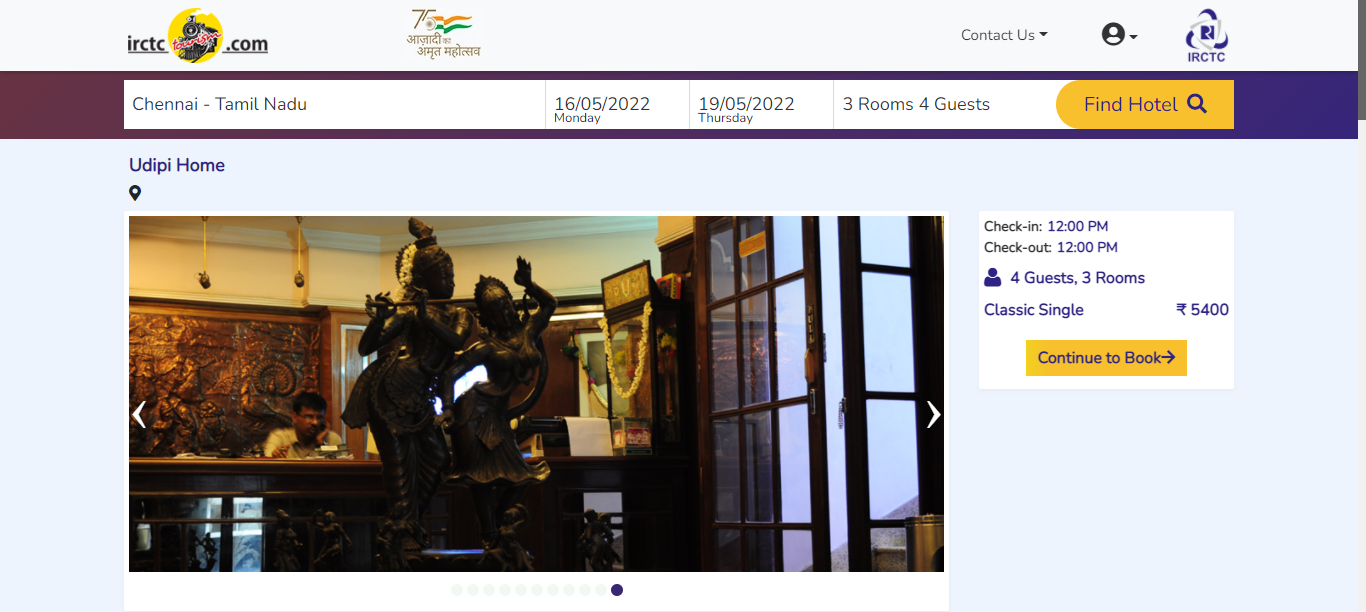 irctc tourism .com
75
आज़ादी का
अमृत महोत्सव
Contact Us
IRCTC
Chennai - Tamil Nadu
16/05/2022
Monday
19/05/2022
Thursday
3 Rooms 4 Guests
Find Hotel
Udipi Home
PULL
Check-in: 12:00 PM
Check-out: 12:00 PM
4 Guests, 3 Rooms
Classic Single ₹ 5400
Continue to Book